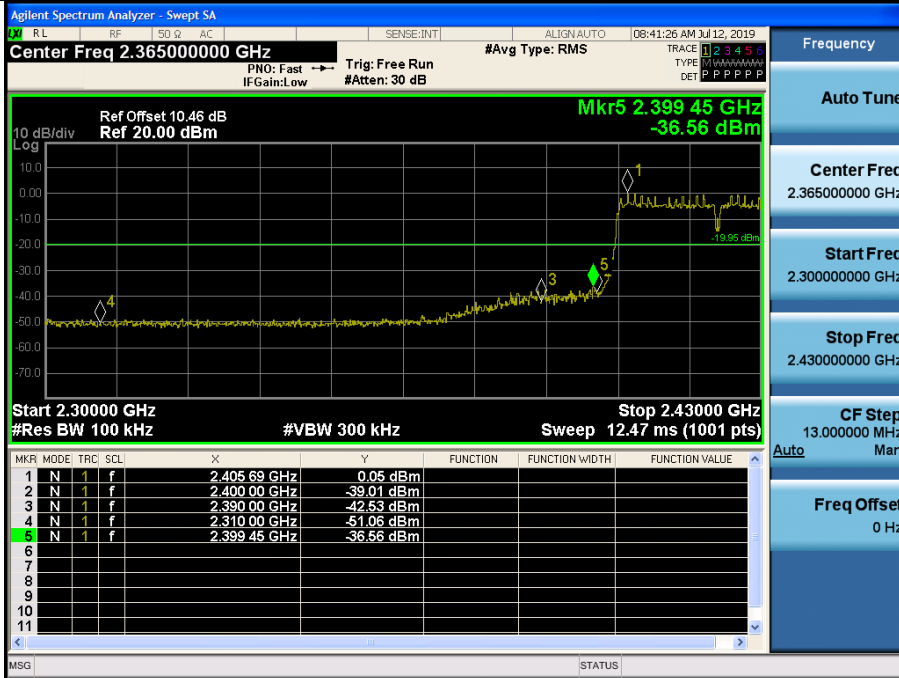 Agilent Spectrum Analyzer - Swept SA
LXI RL RF 50 Ω AC SENSE:INT ALIGN AUTO 08:41:26 AM Jul 12, 2019
Center Freq 2.365000000 GHz
PNO: Fast
IFGain:Low
Trig: Free Run
#Atten: 30 dB
#Avg Type: RMS
TRACE 1 2 3 4 5 6
TYPE M WWWWW
DET P P P P P P
Mkr5 2.399 45 GHz
-36.56 dBm
Ref Offset 10.46 dB
10 dB/div Ref 20.00 dBm
Log
10.0
0.00
-10.0
-20.0
-30.0
-40.0
-50.0
-60.0
-70.0
1
-19.95 dBm
5
3
4
Start 2.30000 GHz Stop 2.43000 GHz
#Res BW 100 kHz #VBW 300 kHz Sweep 12.47 ms (1001 pts)
MKR MODE TRC SCL X Y FUNCTION FUNCTION WIDTH FUNCTION VALUE
1 N 1 f 2.405 69 GHz 0.05 dBm
2 N 1 f 2.400 00 GHz -39.01 dBm
3 N 1 f 2.390 00 GHz -42.53 dBm
4 N 1 f 2.310 00 GHz -51.06 dBm
5 N 1 f 2.399 45 GHz -36.56 dBm
6
7
8
9
10
11
MSG STATUS
Frequency
Auto Tune
Center Freq
2.365000000 GHz
Start Freq
2.300000000 GHz
Stop Freq
2.430000000 GHz
CF Step
13.000000 MHz
Auto Man
Freq Offset
0 Hz